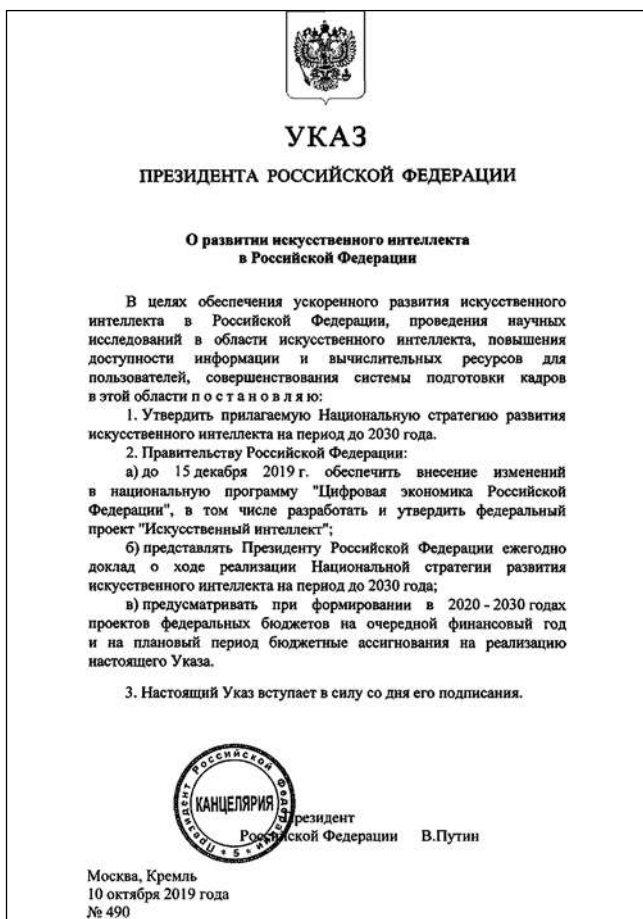 УКАЗ
ПРЕЗИДЕНТА РОССИЙСКОЙ ФЕДЕРАЦИИ
О развитии искусственного интеллекта
в Российской Федерации
В целях обеспечения ускоренного развития искусственного
интеллекта в Российской Федерации, проведения научных
исследований в области искусственного интеллекта, повышения
доступности информации и вычислительных ресурсов для
пользователей, совершенствования системы подготовки кадров
в этой области п о с т а н о в л я ю:
1. Утвердить прилагаемую Национальную стратегию развития
искусственного интеллекта на период до 2030 года.
2. Правительству Российской Федерации:
а) до 15 декабря 2019 г. обеспечить внесение изменений
в национальную программу "Цифровая экономика Российской
Федерации", в том числе разработать и утвердить федеральный
проект "Искусственный интеллект";
б) представлять Президенту Российской Федерации ежегодно
доклад о ходе реализации Национальной стратегии развития
искусственного интеллекта на период до 2030 года;
в) предусматривать при формировании в 2020 - 2030 годах
проектов федеральных бюджетов на очередной финансовый год
и на плановый период бюджетные ассигнования на реализацию
настоящего Указа.
3. Настоящий Указ вступает в силу со дня его подписания.
Президент Российской Федерации * 5 *
КАНЦЕЛЯРИЯ
Президент
Российской Федерации В.Путин
Москва, Кремль
10 октября 2019 года
№ 490